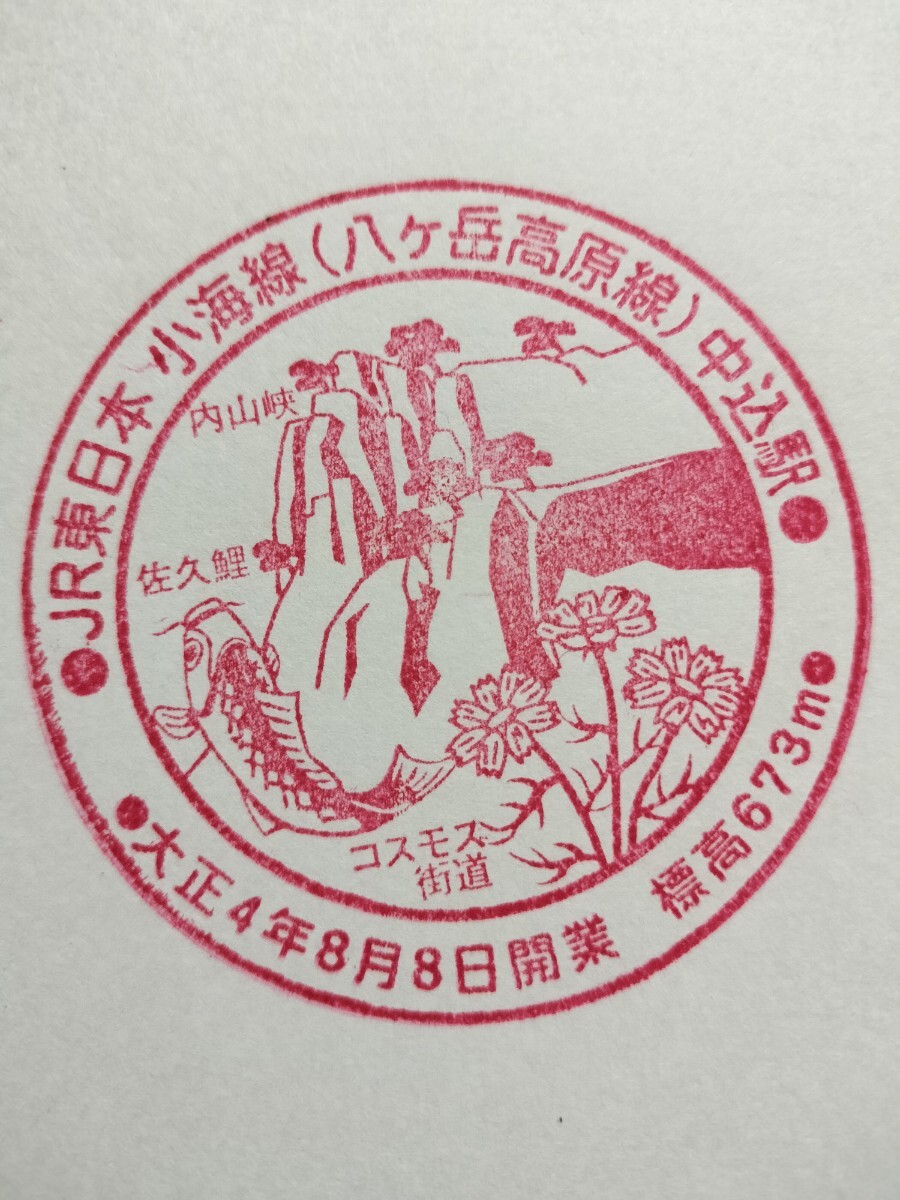 ●JR東日本 小海線(八ヶ岳高原線)中込駅●
内山峡
佐久鯉
コスモス
街道
●大正4年8月8日開業 標高673m●